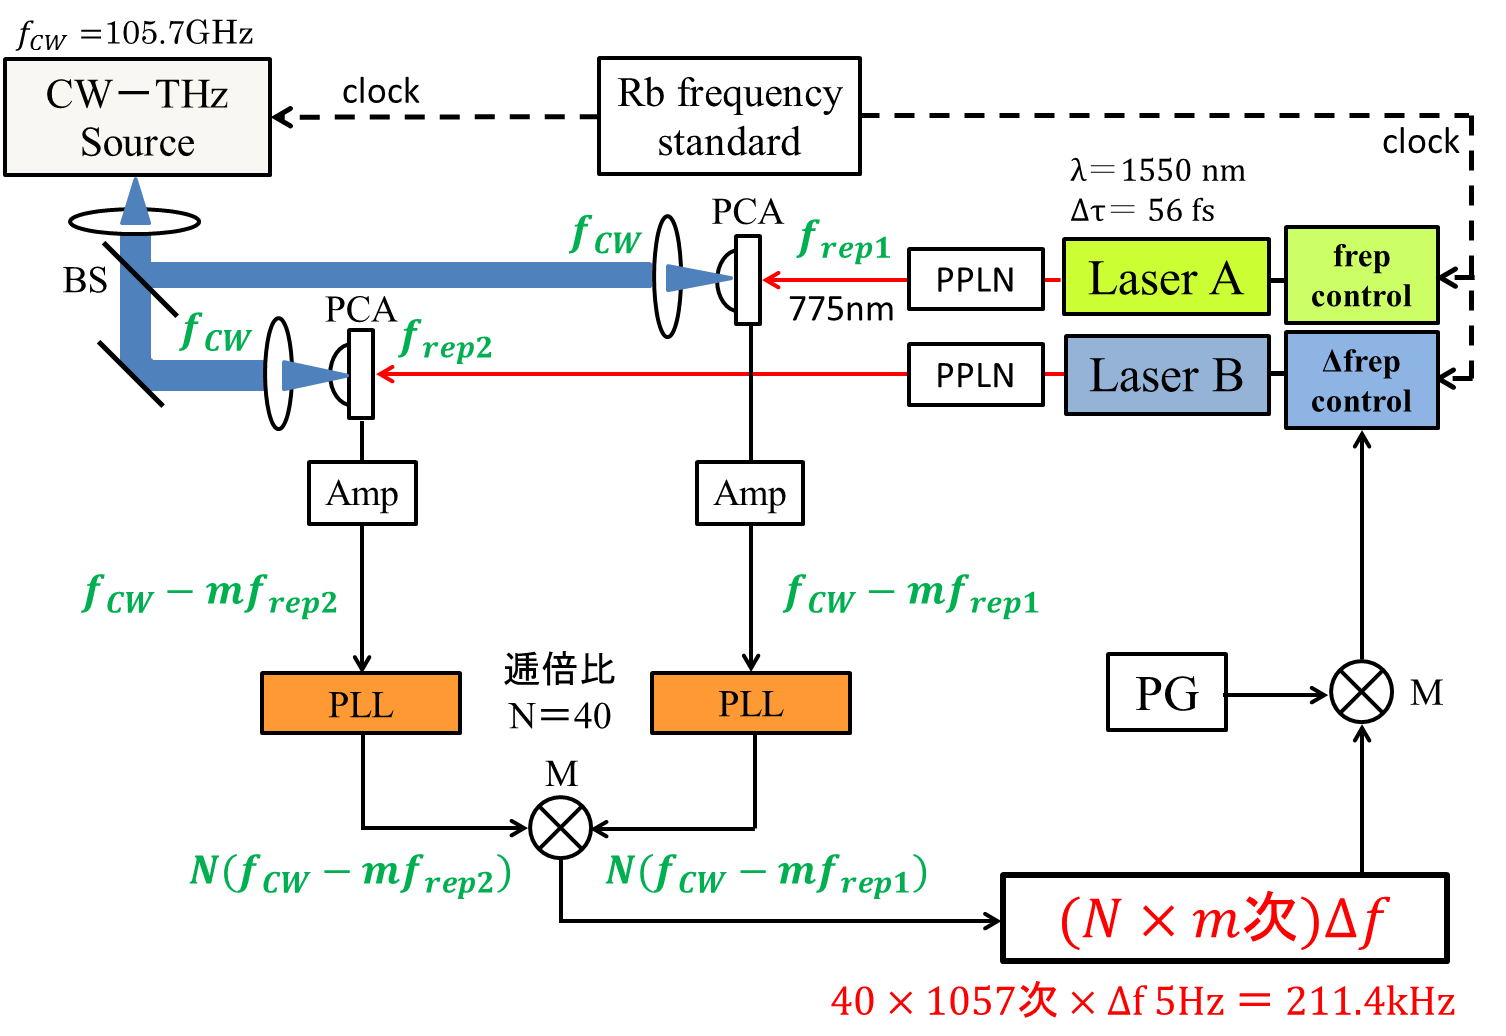 f_CW =105.7GHz
CW-THz
Source
clock
Rb frequency
standard
clock
λ=1550 nm
Δτ= 56 fs
PCA
f_CW
f_rep1
775nm
PPLN
Laser A
frep
control
BS
f_CW
PCA
f_rep2
PPLN
Laser B
Δfrep
control
Amp
Amp
f_CW − mf_rep2
f_CW − mf_rep1
PLL
逓倍比
N=40
PLL
PG
M
M
N(f_CW − mf_rep2)
N(f_CW − mf_rep1)
(N × m次)Δf
40 × 1057次 × Δf 5Hz = 211.4kHz